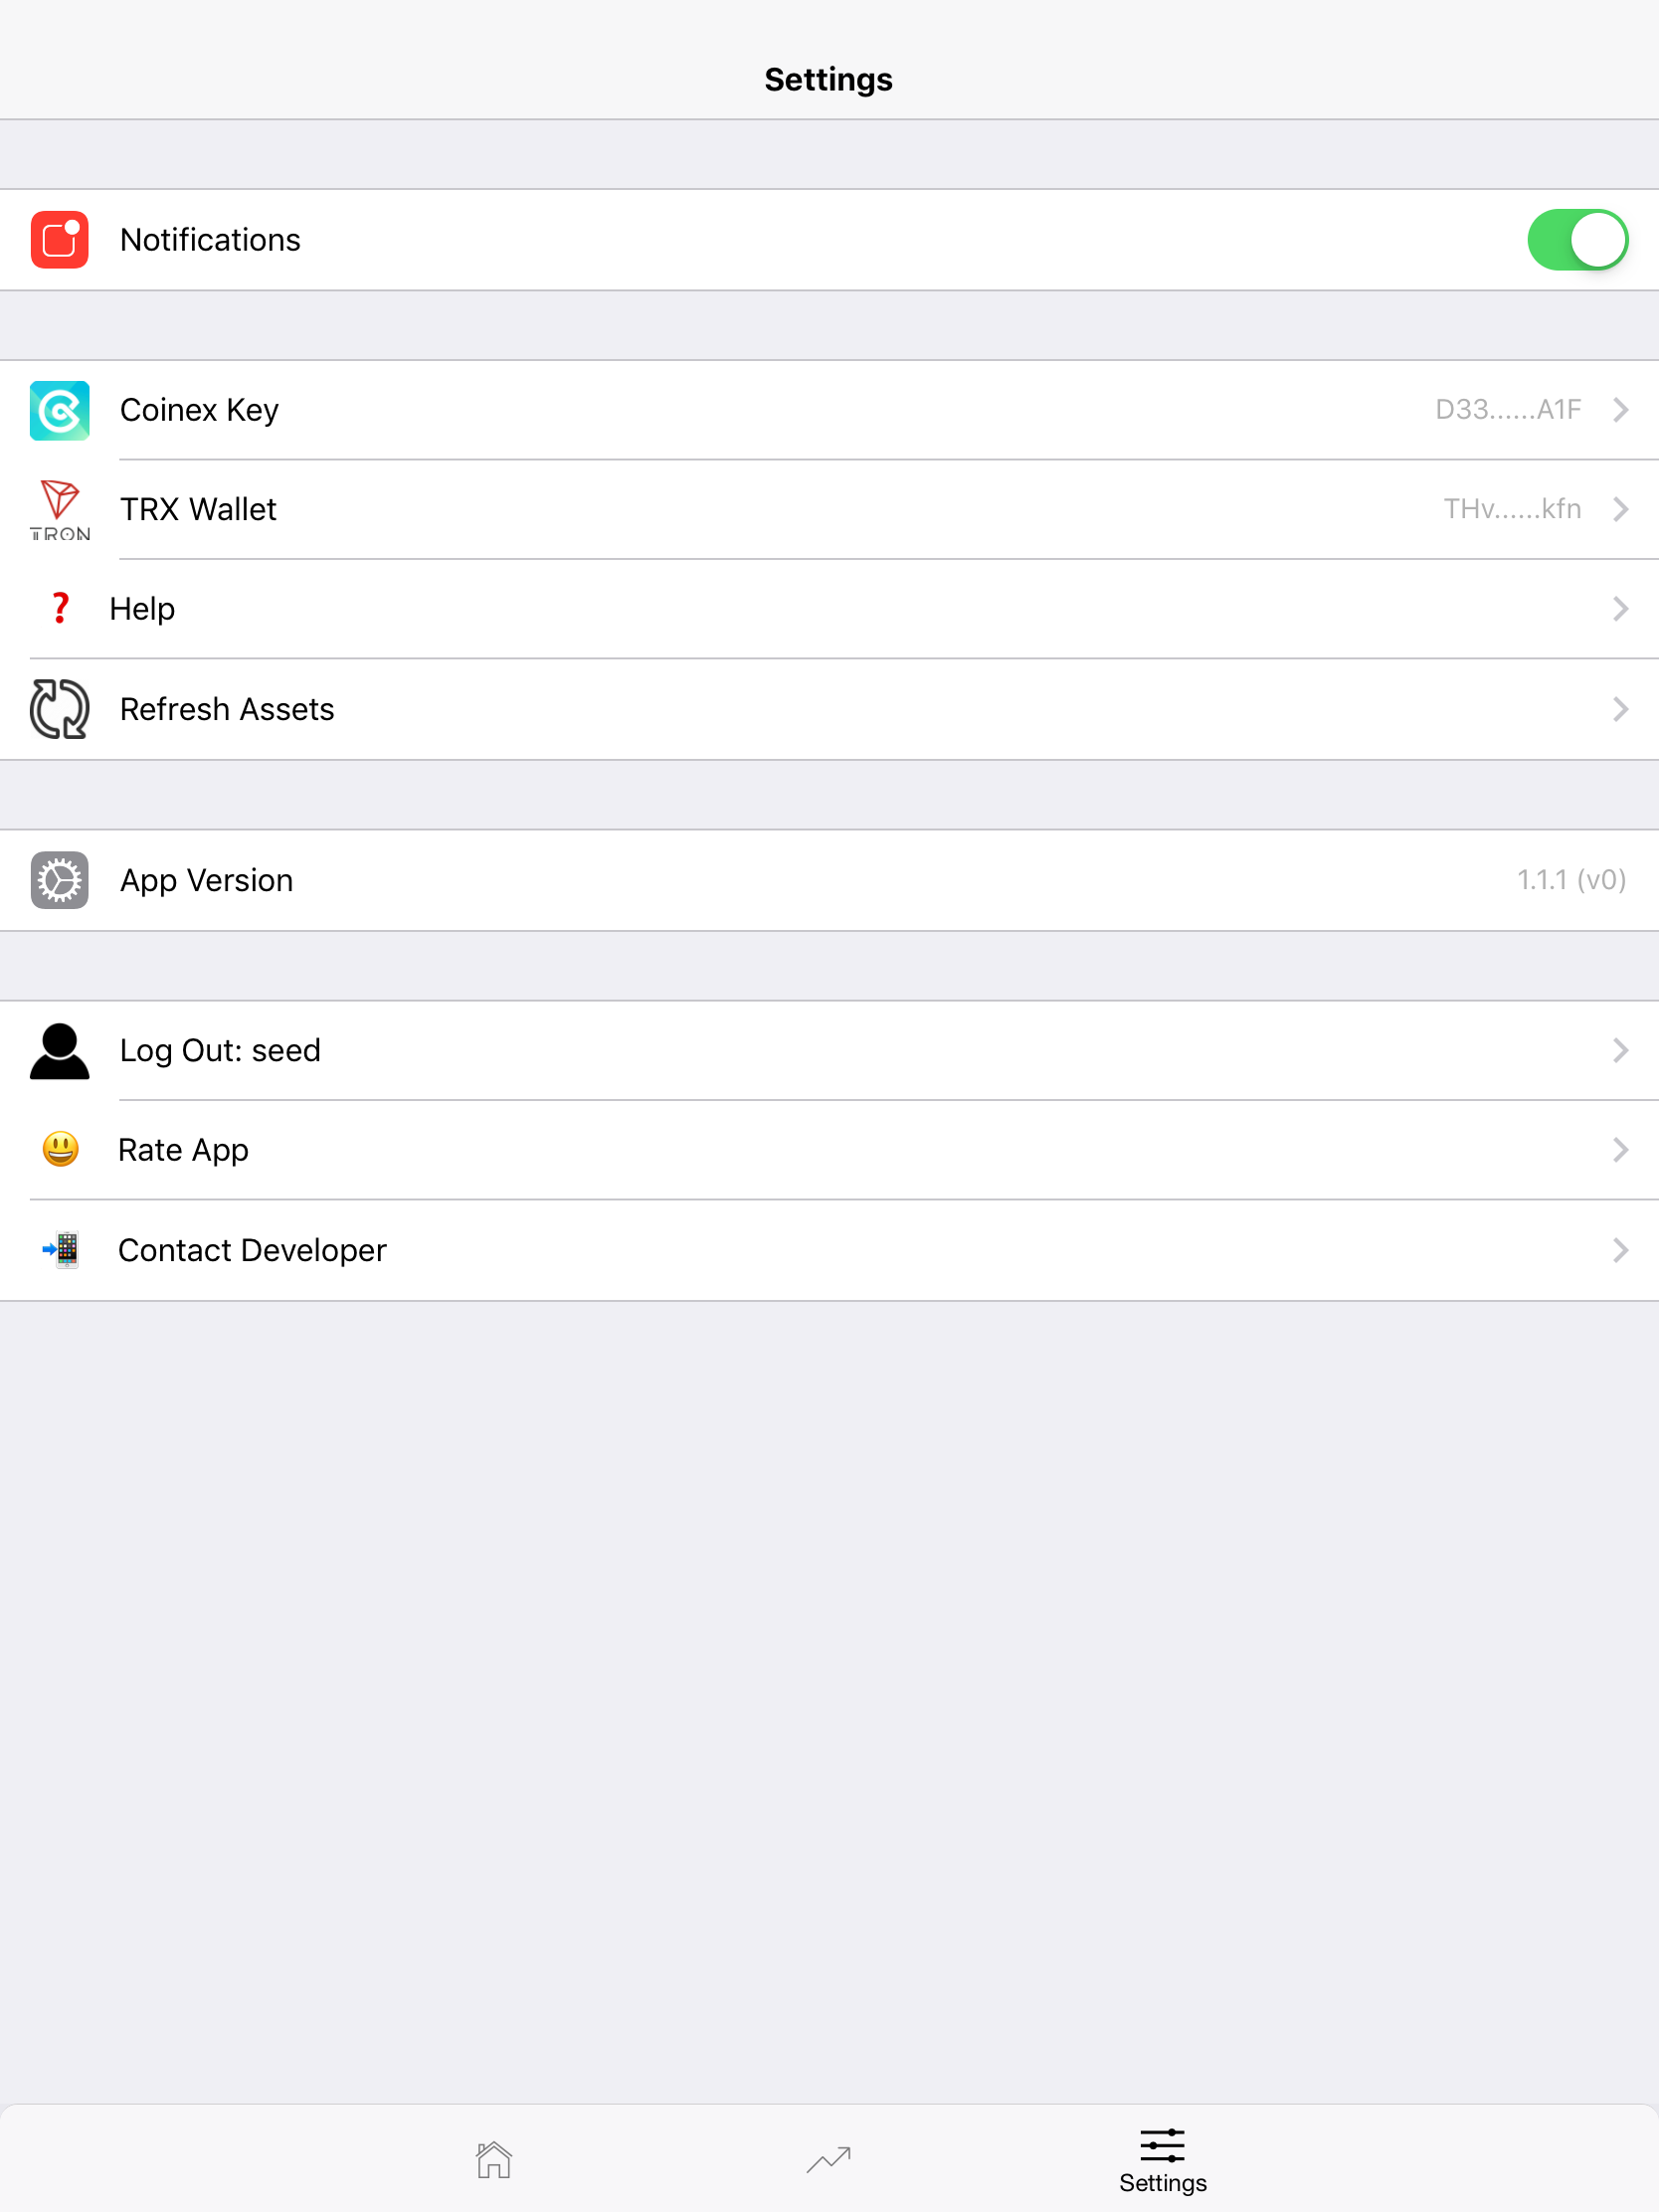 Settings
Notifications
Coinex Key D33......A1F
TRON
TRX Wallet THv......kfn
? Help
Refresh Assets
App Version 1.1.1 (v0)
Log Out: seed
Rate App
Contact Developer
Settings